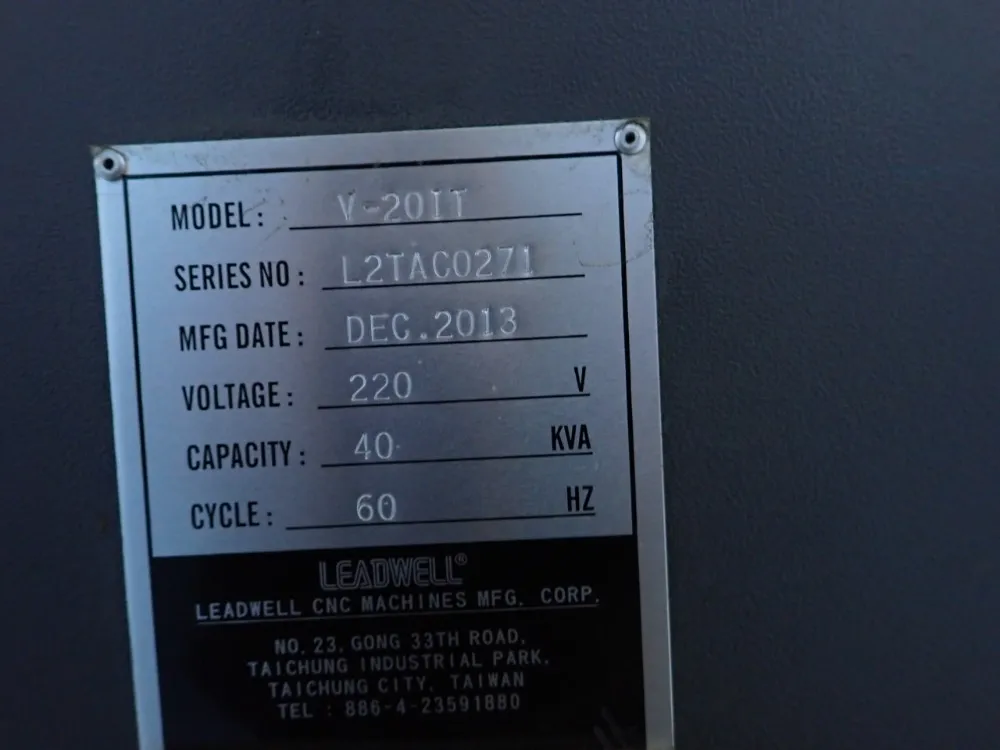 MODEL: V-20IT
SERIES NO: L2TAC0271
MFG DATE: DEC.2013
VOLTAGE: 220 V
CAPACITY: 40 KVA
CYCLE: 60 HZ
LEADWELL®
LEADWELL CNC MACHINES MFG. CORP.
NO. 23, GONG 33TH ROAD,
TAICHUNG INDUSTRIAL PARK,
TAICHUNG CITY, TAIWAN
TEL : 886-4-23591880